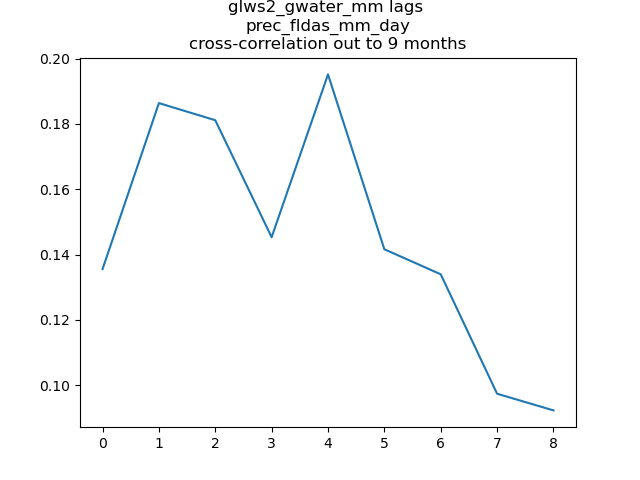 glws2_gwater_mm lags
prec_fldas_mm_day
cross-correlation out to 9 months
0.20
0.18
0.16
0.14
0.12
0.10
0 1 2 3 4 5 6 7 8